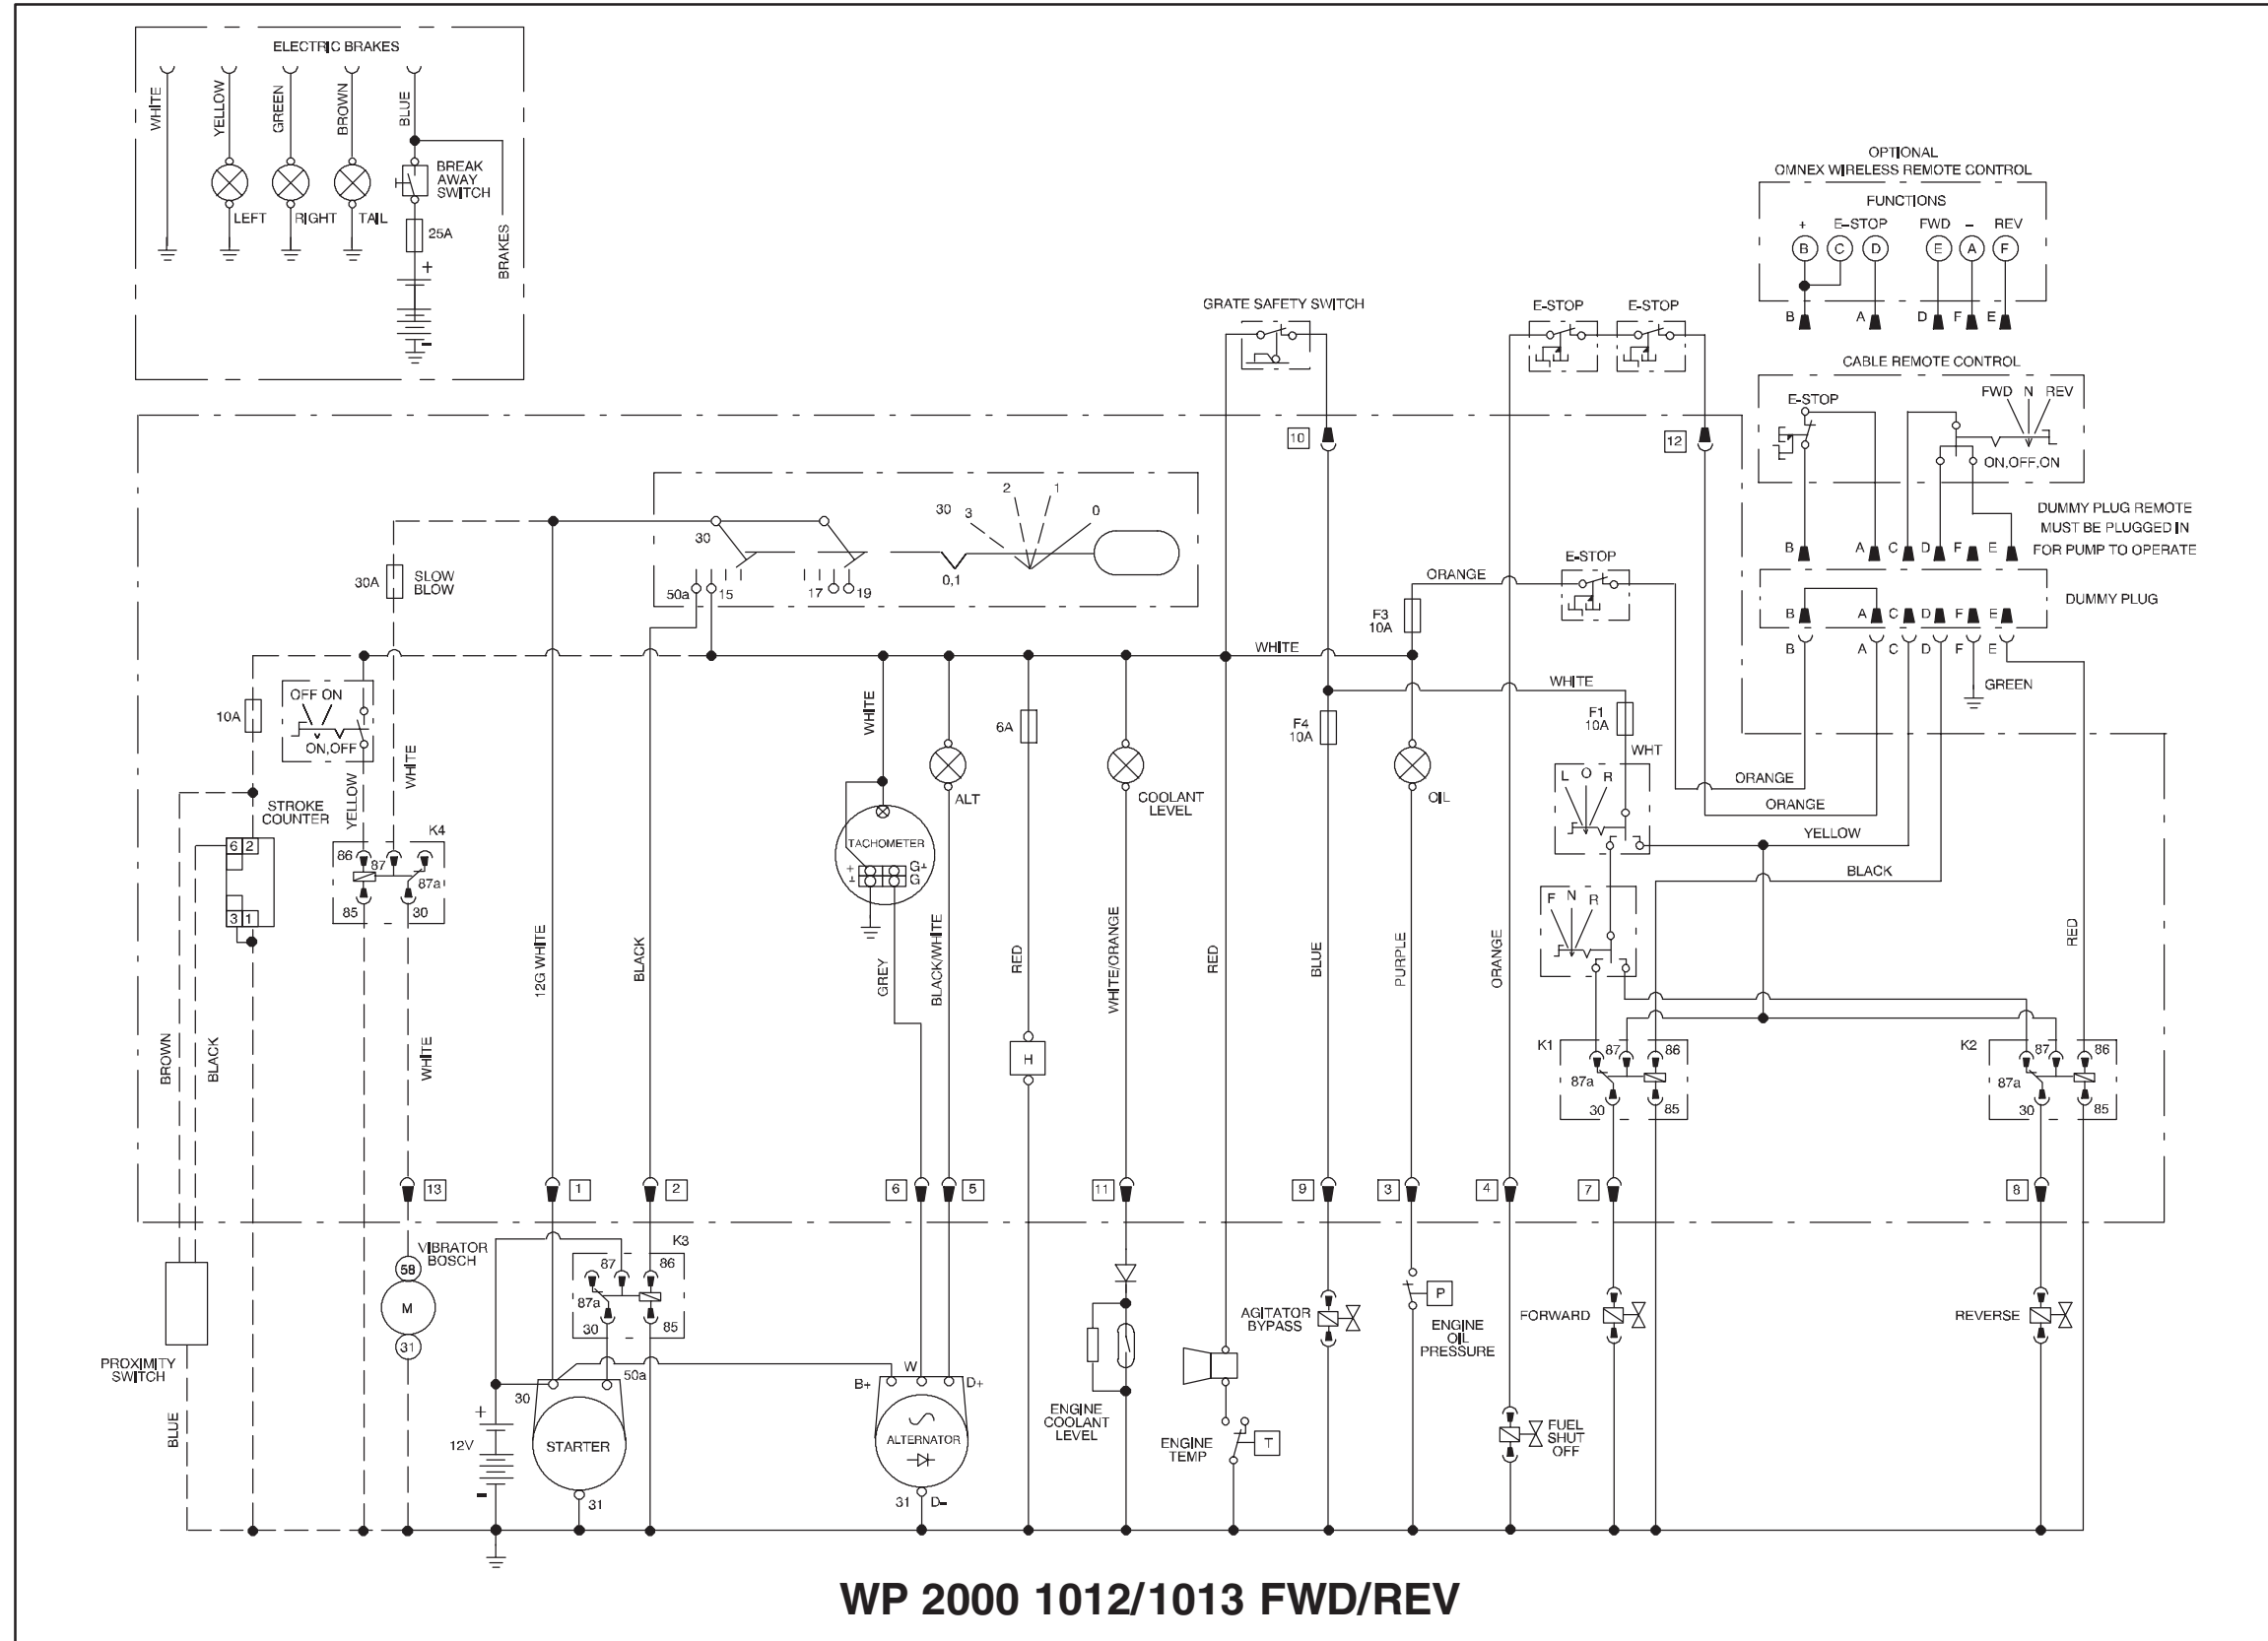 ELECTRIC BRAKES
WHITE
YELLOW
GREEN
BROWN
BLUE
BREAK
AWAY
SWITCH
LEFT
RIGHT
TAIL
25A
BRAKES
+
-
OPTIONAL
OMNEX WIRELESS REMOTE CONTROL
FUNCTIONS
+ E-STOP FWD - REV
B C D E A F
B A D F E
GRATE SAFETY SWITCH
E-STOP
E-STOP
CABLE REMOTE CONTROL
E-STOP
FWD N REV
ON,OFF,ON
10
12
DUMMY PLUG REMOTE
MUST BE PLUGGED IN
FOR PUMP TO OPERATE
B A C D F E
DUMMY PLUG
B A C D F E
B A C D F E
GREEN
30
30 3 2 1 0
0,1
50a 15 17 19
30A
SLOW
BLOW
E-STOP
ORANGE
F3
10A
WHITE
WHITE
10A
OFF ON
ON,OFF
YELLOW
WHITE
STROKE
COUNTER
6 2
3 1
K4
86 87
87a
85 30
WHITE
TACHOMETER
+ G+
⊥ G
ALT
6A
COOLANT
LEVEL
F4
10A
OIL
F1
10A
WHT
L O R
ORANGE
ORANGE
YELLOW
BLACK
F N R
RED
BROWN
BLACK
WHITE
12G WHITE
BLACK
GREY
BLACK/WHITE
RED
WHITE/ORANGE
RED
BLUE
PURPLE
ORANGE
H
K1
87 86
87a
30 85
K2
87 86
87a
30 85
13
1
2
6
5
11
9
3
4
7
8
VIBRATOR
BOSCH
58
M
31
K3
87 86
87a
30 85
PROXIMITY
SWITCH
BLUE
+
12V
-
30 50a
STARTER
31
B+ W D+
ALTERNATOR
31 D-
ENGINE
COOLANT
LEVEL
ENGINE
TEMP
T
AGITATOR
BYPASS
P
ENGINE
OIL
PRESSURE
FUEL
SHUT
OFF
FORWARD
REVERSE
WP 2000 1012/1013 FWD/REV